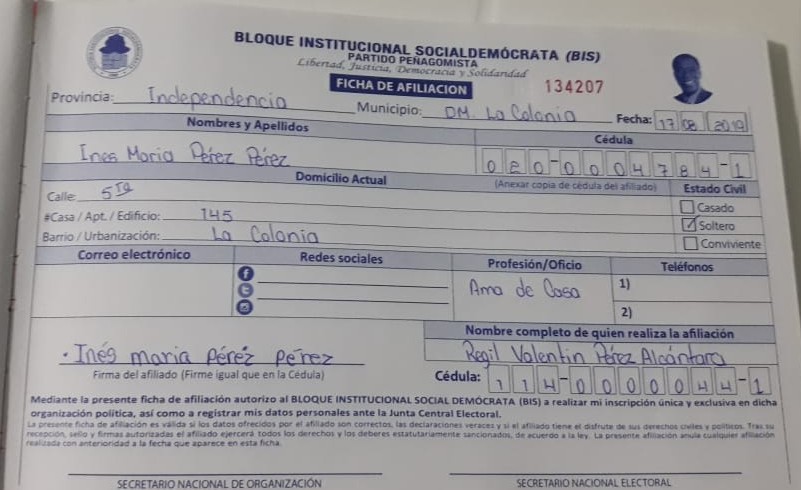 BLOQUE INSTITUCIONAL SOCIALDEMÓCRATA (BIS)
PARTIDO PEÑAGOMISTA
Libertad, Justicia, Democracia y Solidaridad
FICHA DE AFILIACION 134207
Provincia: Independencia Municipio: DM. La Colonia Fecha: 17 08 2019
Nombres y Apellidos Cédula
Ines Maria Pérez Pérez 020-0004784-1
Domicilio Actual (Anexar copia de cédula del afiliado) Estado Civil
Calle: 5ta Casado
#Casa / Apt. / Edificio: 145 Soltero
Barrio / Urbanización: La Colonia Conviviente
Correo electrónico Redes sociales Profesión/Oficio Teléfonos
Ama de Casa 1)
2)
Nombre completo de quien realiza la afiliación
Inés maria pérez pérez Regil Valentin Pérez Alcántara
Firma del afiliado (Firme igual que en la Cédula) Cédula: 114-0000044-1
Mediante la presente ficha de afiliación autorizo al BLOQUE INSTITUCIONAL SOCIAL DEMÓCRATA (BIS) a realizar mi inscripción única y exclusiva en dicha
organización política, así como a registrar mis datos personales ante la Junta Central Electoral.
La presente ficha de afiliación es válida si los datos ofrecidos por el afiliado son correctos, las declaraciones veraces y si el afiliado tiene el disfrute de sus derechos civiles y políticos. Tras su
recepción, sello y firmas autorizadas el afiliado ejercerá todos los derechos y los deberes estatutariamente sancionados, de acuerdo a la ley. La presente afiliación anula cualquier afiliación
realizada con anterioridad a la fecha que aparece en esta ficha.
SECRETARIO NACIONAL DE ORGANIZACIÓN SECRETARIO NACIONAL ELECTORAL